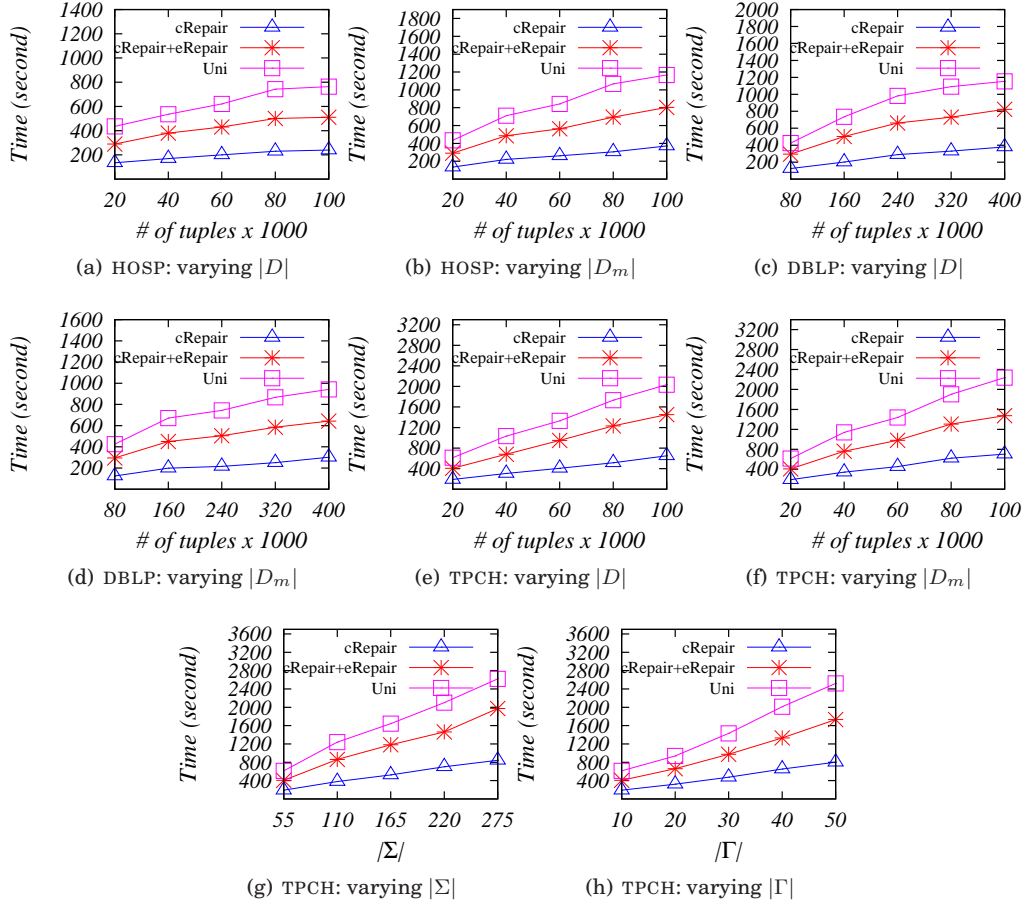 Time (second)
1400
1200
1000
800
600
400
200
20 40 60 80 100
# of tuples x 1000
cRepair
cRepair+eRepair
Uni
(a) HOSP: varying |D|
Time (second)
1800
1600
1400
1200
1000
800
600
400
200
20 40 60 80 100
# of tuples x 1000
cRepair
cRepair+eRepair
Uni
(b) HOSP: varying |Dm|
Time (second)
2000
1800
1600
1400
1200
1000
800
600
400
200
80 160 240 320 400
# of tuples x 1000
cRepair
cRepair+eRepair
Uni
(c) DBLP: varying |D|
Time (second)
1600
1400
1200
1000
800
600
400
200
80 160 240 320 400
# of tuples x 1000
cRepair
cRepair+eRepair
Uni
(d) DBLP: varying |Dm|
Time (second)
3200
2800
2400
2000
1600
1200
800
400
20 40 60 80 100
# of tuples x 1000
cRepair
cRepair+eRepair
Uni
(e) TPCH: varying |D|
Time (second)
3200
2800
2400
2000
1600
1200
800
400
20 40 60 80 100
# of tuples x 1000
cRepair
cRepair+eRepair
Uni
(f) TPCH: varying |Dm|
Time (second)
3600
3200
2800
2400
2000
1600
1200
800
400
55 110 165 220 275
|Σ|
cRepair
cRepair+eRepair
Uni
(g) TPCH: varying |Σ|
Time (second)
3600
3200
2800
2400
2000
1600
1200
800
400
10 20 30 40 50
|Γ|
cRepair
cRepair+eRepair
Uni
(h) TPCH: varying |Γ|